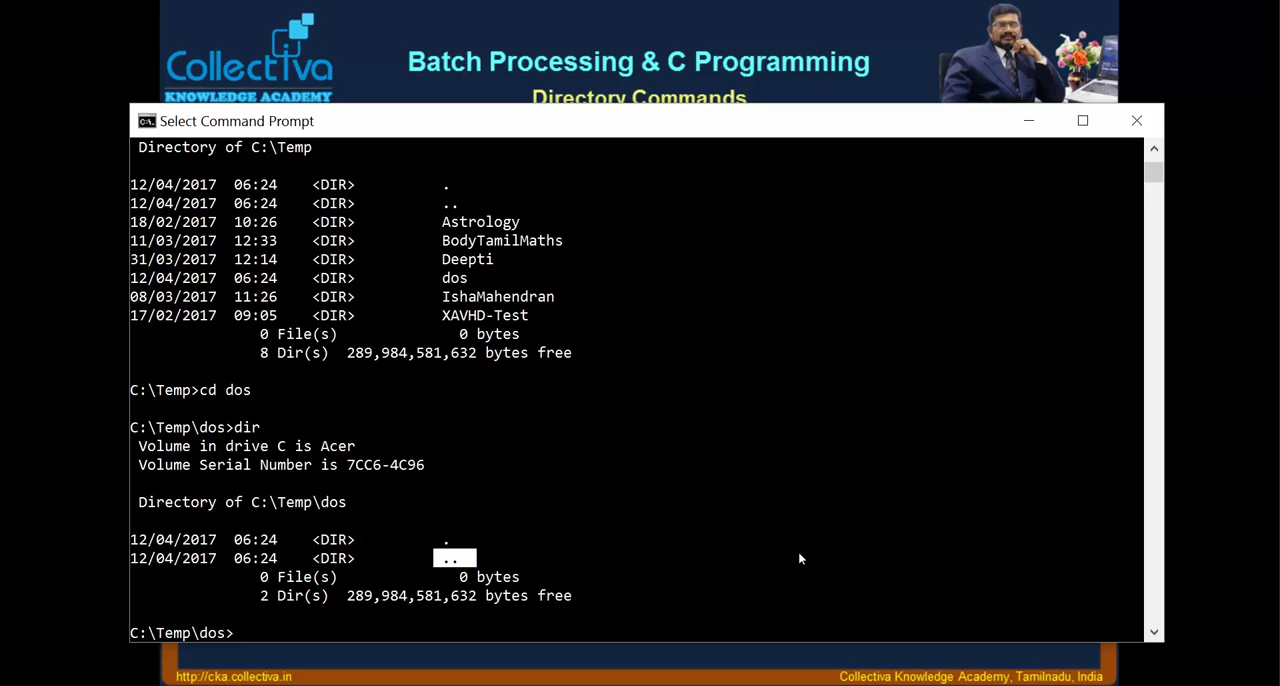 Collectiva
KNOWLEDGE ACADEMY
Batch Processing & C Programming
Directory Commands
C:\. Select Command Prompt
Directory of C:\Temp
12/04/2017  06:24    <DIR>          .
12/04/2017  06:24    <DIR>          ..
18/02/2017  10:26    <DIR>          Astrology
11/03/2017  12:33    <DIR>          BodyTamilMaths
31/03/2017  12:14    <DIR>          Deepti
12/04/2017  06:24    <DIR>          dos
08/03/2017  11:26    <DIR>          IshaMahendran
17/02/2017  09:05    <DIR>          XAVHD-Test
0 File(s)              0 bytes
8 Dir(s)  289,984,581,632 bytes free
C:\Temp>cd dos
C:\Temp\dos>dir
Volume in drive C is Acer
Volume Serial Number is 7CC6-4C96
Directory of C:\Temp\dos
12/04/2017  06:24    <DIR>          .
12/04/2017  06:24    <DIR>          ..
0 File(s)              0 bytes
2 Dir(s)  289,984,581,632 bytes free
C:\Temp\dos>
http://cka.collectiva.in
Collectiva Knowledge Academy, Tamilnadu, India